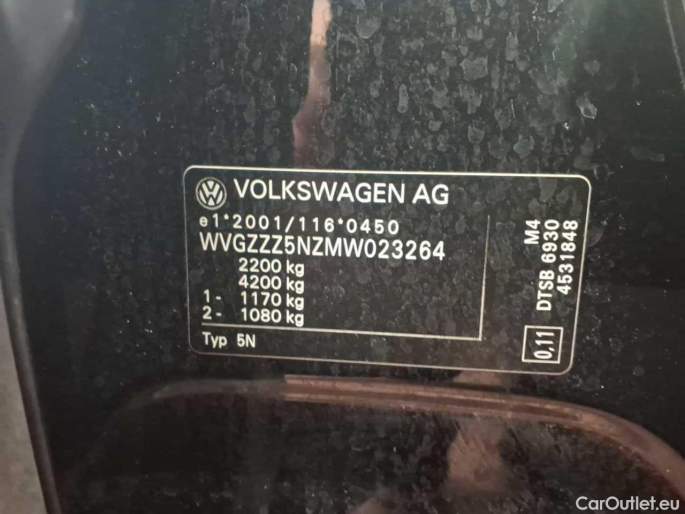 VOLKSWAGEN AG
e1*2001/116*0450
WVGZZZ5NZMW023264
2200 kg
4200 kg
1- 1170 kg
2- 1080 kg
Typ 5N
M4
DTSB 6930
4531848
0,11
CarOutlet.eu